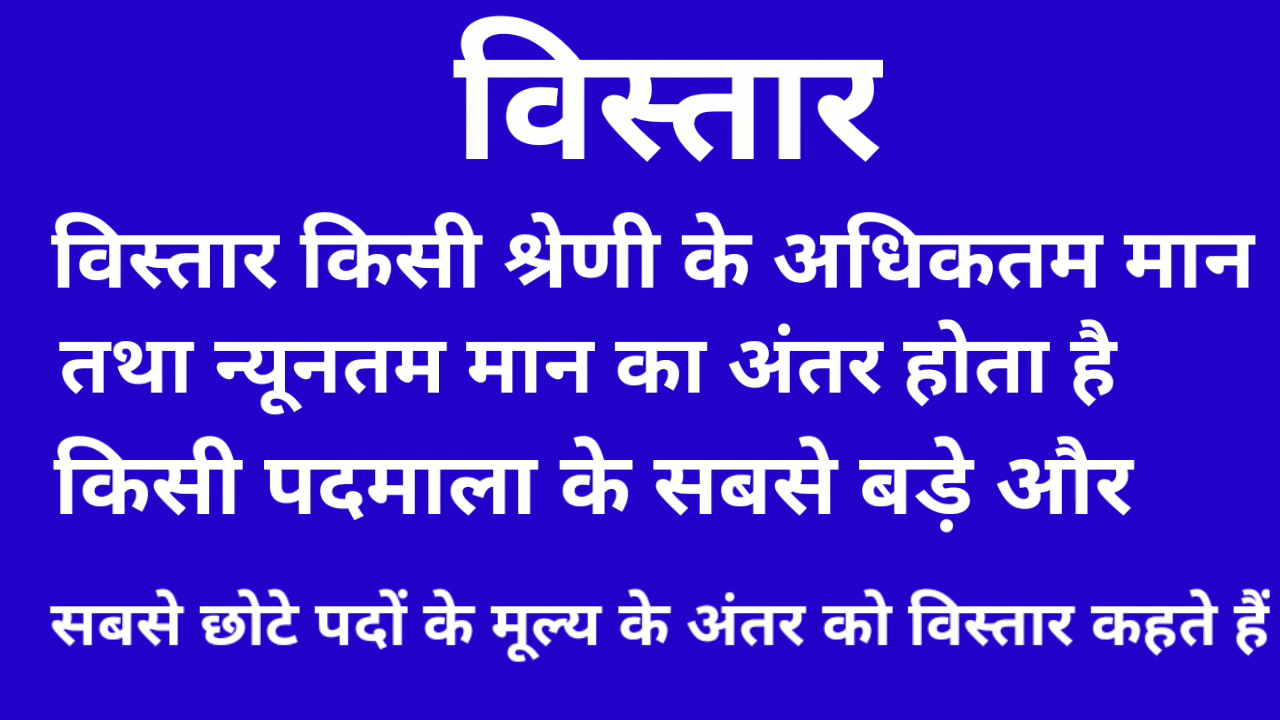 विस्तार
विस्तार किसी श्रेणी के अधिकतम मान
तथा न्यूनतम मान का अंतर होता है
किसी पदमाला के सबसे बड़े और
सबसे छोटे पदों के मूल्य के अंतर को विस्तार कहते हैं